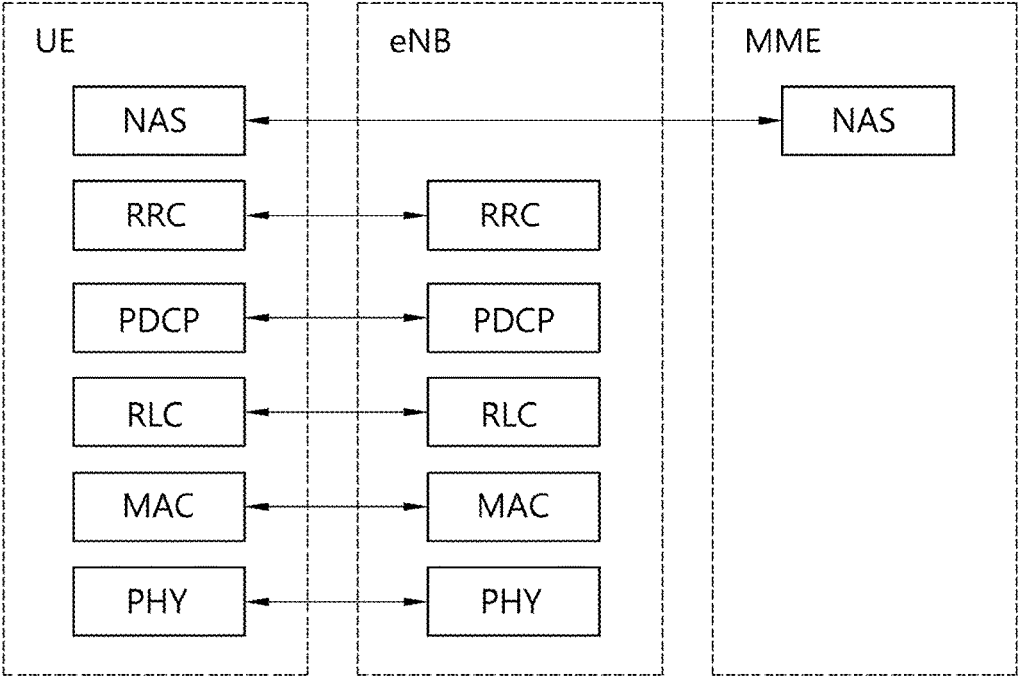 UE eNB MME
NAS NAS
RRC RRC
PDCP PDCP
RLC RLC
MAC MAC
PHY PHY